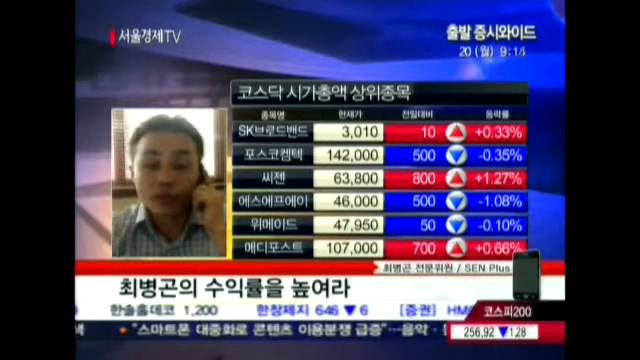 서울경제TV
출발 증시와이드
20 (월) 9:14
코스닥 시가총액 상위종목
종목명 현재가 전일대비 등락률
SK브로드밴드 3,010 10 ▲ +0.33%
포스코켐텍 142,000 500 ▼ -0.35%
씨젠 63,800 800 ▲ +1.27%
에스에프에이 46,000 500 ▼ -1.08%
위메이드 47,950 50 ▼ -0.10%
메디포스트 107,000 700 ▲ +0.66%
최병곤 전문위원 / SEN Plus
최병곤의 수익률을 높여라
한솔홈데코 1,200 한창제지 646 ▼ 6 [증권] HMC
코스피200
• "스마트폰 대중화로 콘텐츠 이용분쟁 급증"…음악·
256.92 ▼1.28